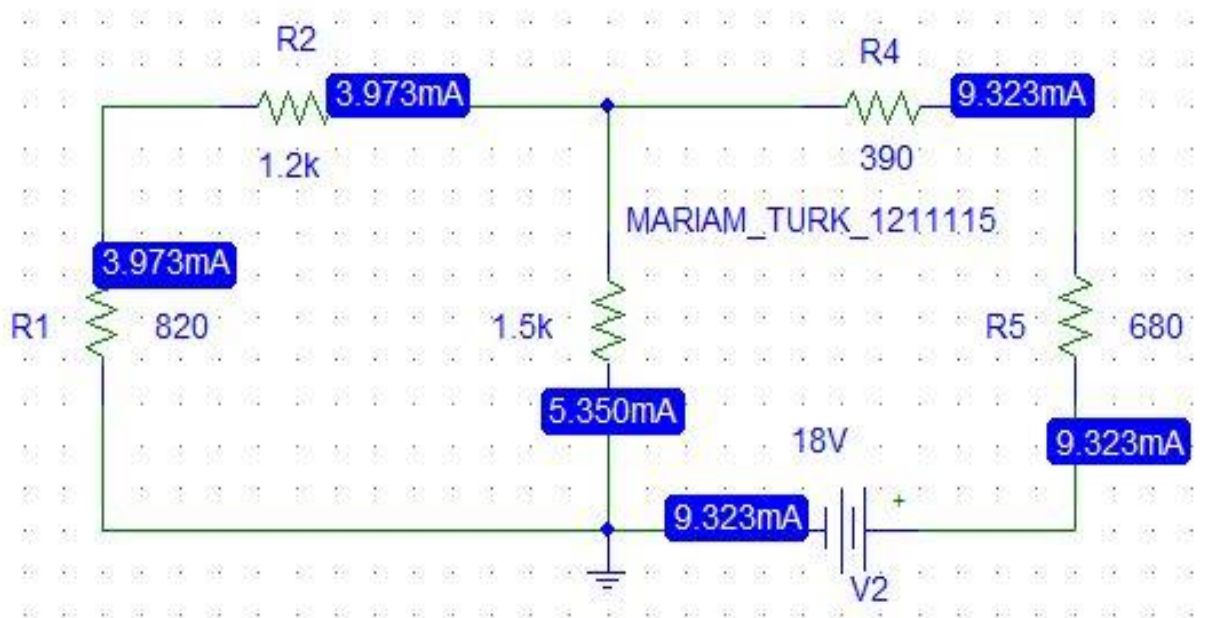 R2
R4
3.973mA
9.323mA
1.2k
390
MARIAM_TURK_1211115
3.973mA
R1
820
1.5k
R5
680
5.350mA
18V
9.323mA
9.323mA
+
V2